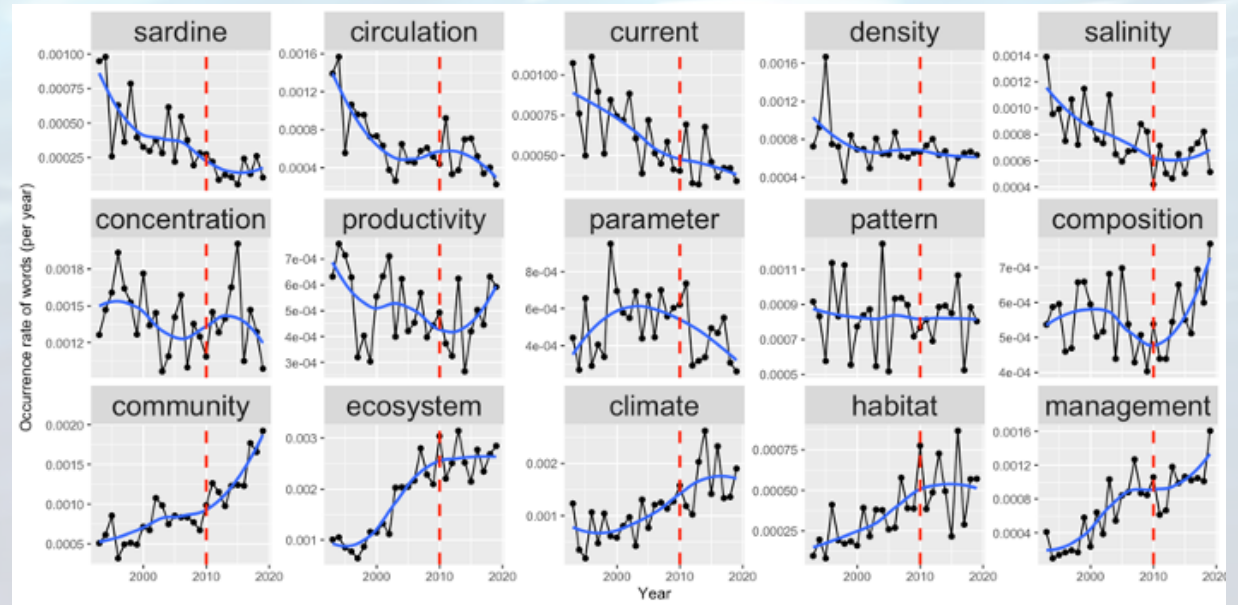 sardine circulation current density salinity
0.00100 0.00075 0.00050 0.00025
0.0016 0.0012 0.0008 0.0004
0.00100 0.00075 0.00050
0.0016 0.0012 0.0008 0.0004
0.0014 0.0012 0.0010 0.0008 0.0006 0.0004
Occurrence rate of words (per year)
concentration productivity parameter pattern composition
0.0018 0.0015 0.0012
7e-04 6e-04 5e-04 4e-04 3e-04
8e-04 6e-04 4e-04
0.0011 0.0009 0.0007 0.0005
7e-04 6e-04 5e-04 4e-04
community ecosystem climate habitat management
0.0020 0.0015 0.0010 0.0005
0.003 0.002 0.001
0.002 0.001
0.00075 0.00050 0.00025
0.0016 0.0012 0.0008 0.0004
2000 2010 2020 2000 2010 2020 2000 2010 2020 2000 2010 2020 2000 2010 2020
Year